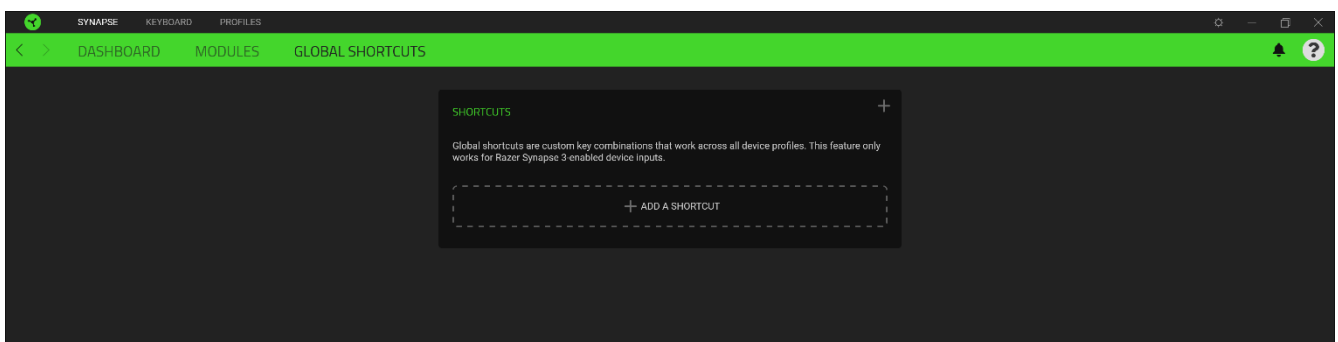 SYNAPSE KEYBOARD PROFILES
DASHBOARD MODULES GLOBAL SHORTCUTS
?
SHORTCUTS
Global shortcuts are custom key combinations that work across all device profiles. This feature only
works for Razer Synapse 3-enabled device inputs.
ADD A SHORTCUT